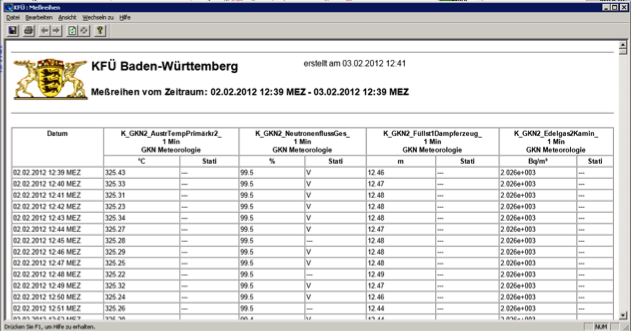 KFÜ : Meßreihen
Datei Bearbeiten Ansicht Wechseln zu Hilfe
KFÜ Baden-Württemberg
erstellt am 03.02.2012 12:41
Meßreihen vom Zeitraum: 02.02.2012 12:39 MEZ - 03.02.2012 12:39 MEZ
Datum K_GKN2_AustrTempPrimärkr2_ K_GKN2_NeutronenflussGes_ K_GKN2_Füllst1Dampferzeug_ K_GKN2_Edelgas2Kamin_
1 Min 1 Min 1 Min 1 Min
GKN Meteorologie GKN Meteorologie GKN Meteorologie GKN Meteorologie
°C Stati % Stati m Stati Bq/m³ Stati
02.02.2012 12:39 MEZ 325.43 --- 99.5 V 12.46 --- 2.026e+003 ---
02.02.2012 12:40 MEZ 325.33 --- 99.5 V 12.47 --- 2.026e+003 ---
02.02.2012 12:41 MEZ 325.31 --- 99.5 V 12.48 --- 2.026e+003 ---
02.02.2012 12:42 MEZ 325.23 --- 99.5 V 12.48 --- 2.026e+003 ---
02.02.2012 12:43 MEZ 325.34 --- 99.5 V 12.48 --- 2.026e+003 ---
02.02.2012 12:44 MEZ 325.27 --- 99.5 V 12.47 --- 2.026e+003 ---
02.02.2012 12:45 MEZ 325.28 --- 99.5 --- 12.48 --- 2.026e+003 ---
02.02.2012 12:46 MEZ 325.29 --- 99.5 V 12.48 --- 2.026e+003 ---
02.02.2012 12:47 MEZ 325.25 --- 99.5 V 12.48 --- 2.026e+003 ---
02.02.2012 12:48 MEZ 325.22 --- 99.5 --- 12.49 --- 2.026e+003 ---
02.02.2012 12:49 MEZ 325.30 --- 99.5 V 12.47 --- 2.026e+003 ---
02.02.2012 12:50 MEZ 325.24 --- 99.5 V 12.46 --- 2.026e+003 ---
02.02.2012 12:51 MEZ 325.26 --- 99.5 --- 12.44 --- 2.026e+003 ---
Drücken Sie F1, um Hilfe zu erhalten.
NUM